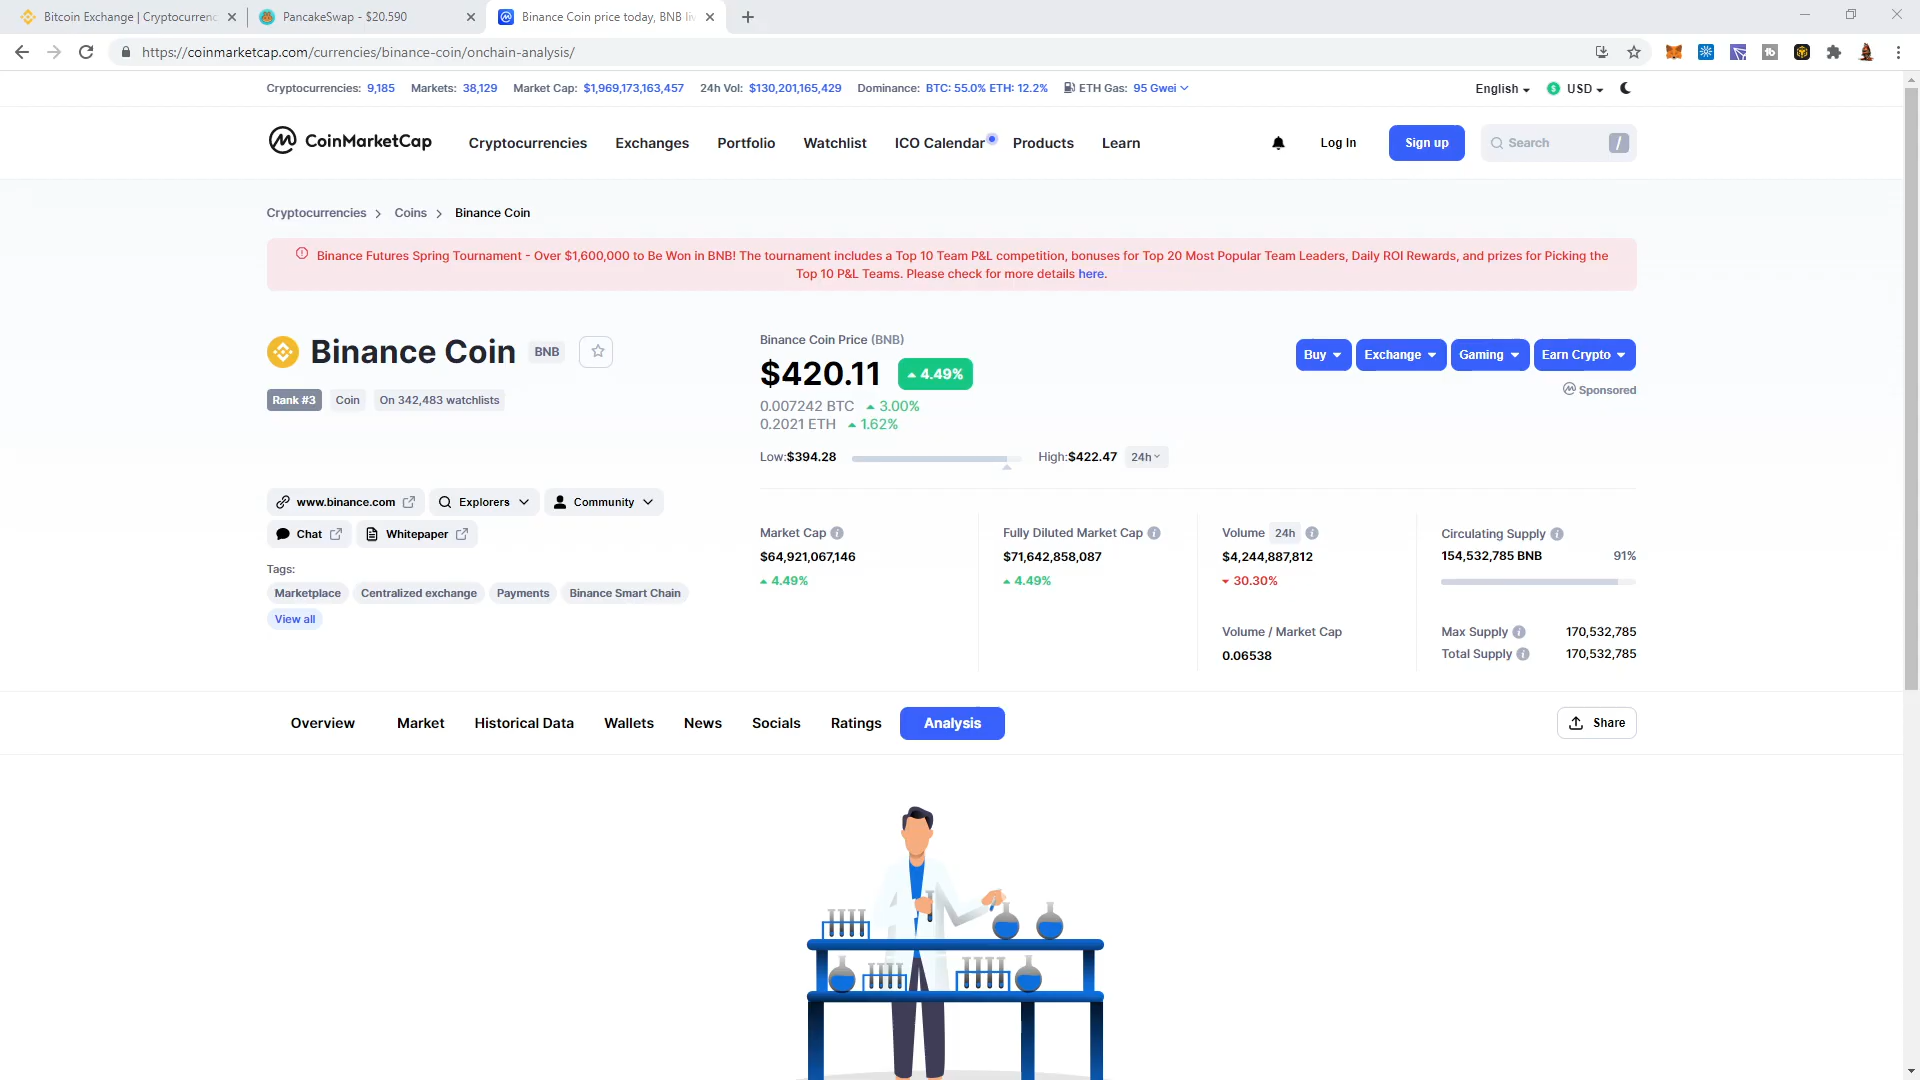 Bitcoin Exchange | Cryptocurrenc
PancakeSwap - $20.590
Binance Coin price today, BNB liv
https://coinmarketcap.com/currencies/binance-coin/onchain-analysis/
Cryptocurrencies: 9,185 Markets: 38,129 Market Cap: $1,969,173,163,457 24h Vol: $130,201,165,429 Dominance: BTC: 55.0% ETH: 12.2% ETH Gas: 95 Gwei
English USD
CoinMarketCap
Cryptocurrencies Exchanges Portfolio Watchlist ICO Calendar Products Learn
Log In Sign up Search /
Cryptocurrencies > Coins > Binance Coin
Binance Futures Spring Tournament - Over $1,600,000 to Be Won in BNB! The tournament includes a Top 10 Team P&L competition, bonuses for Top 20 Most Popular Team Leaders, Daily ROI Rewards, and prizes for Picking the
Top 10 P&L Teams. Please check for more details here.
Binance Coin BNB
Rank #3 Coin On 342,483 watchlists
www.binance.com Explorers Community
Chat Whitepaper
Tags:
Marketplace Centralized exchange Payments Binance Smart Chain
View all
Binance Coin Price (BNB)
$420.11 4.49%
0.007242 BTC 3.00%
0.2021 ETH 1.62%
Low:$394.28 High:$422.47 24h
Buy Exchange Gaming Earn Crypto
Sponsored
Market Cap
$64,921,067,146
4.49%
Fully Diluted Market Cap
$71,642,858,087
4.49%
Volume 24h
$4,244,887,812
30.30%
Volume / Market Cap
0.06538
Circulating Supply
154,532,785 BNB 91%
Max Supply 170,532,785
Total Supply 170,532,785
Overview Market Historical Data Wallets News Socials Ratings Analysis
Share